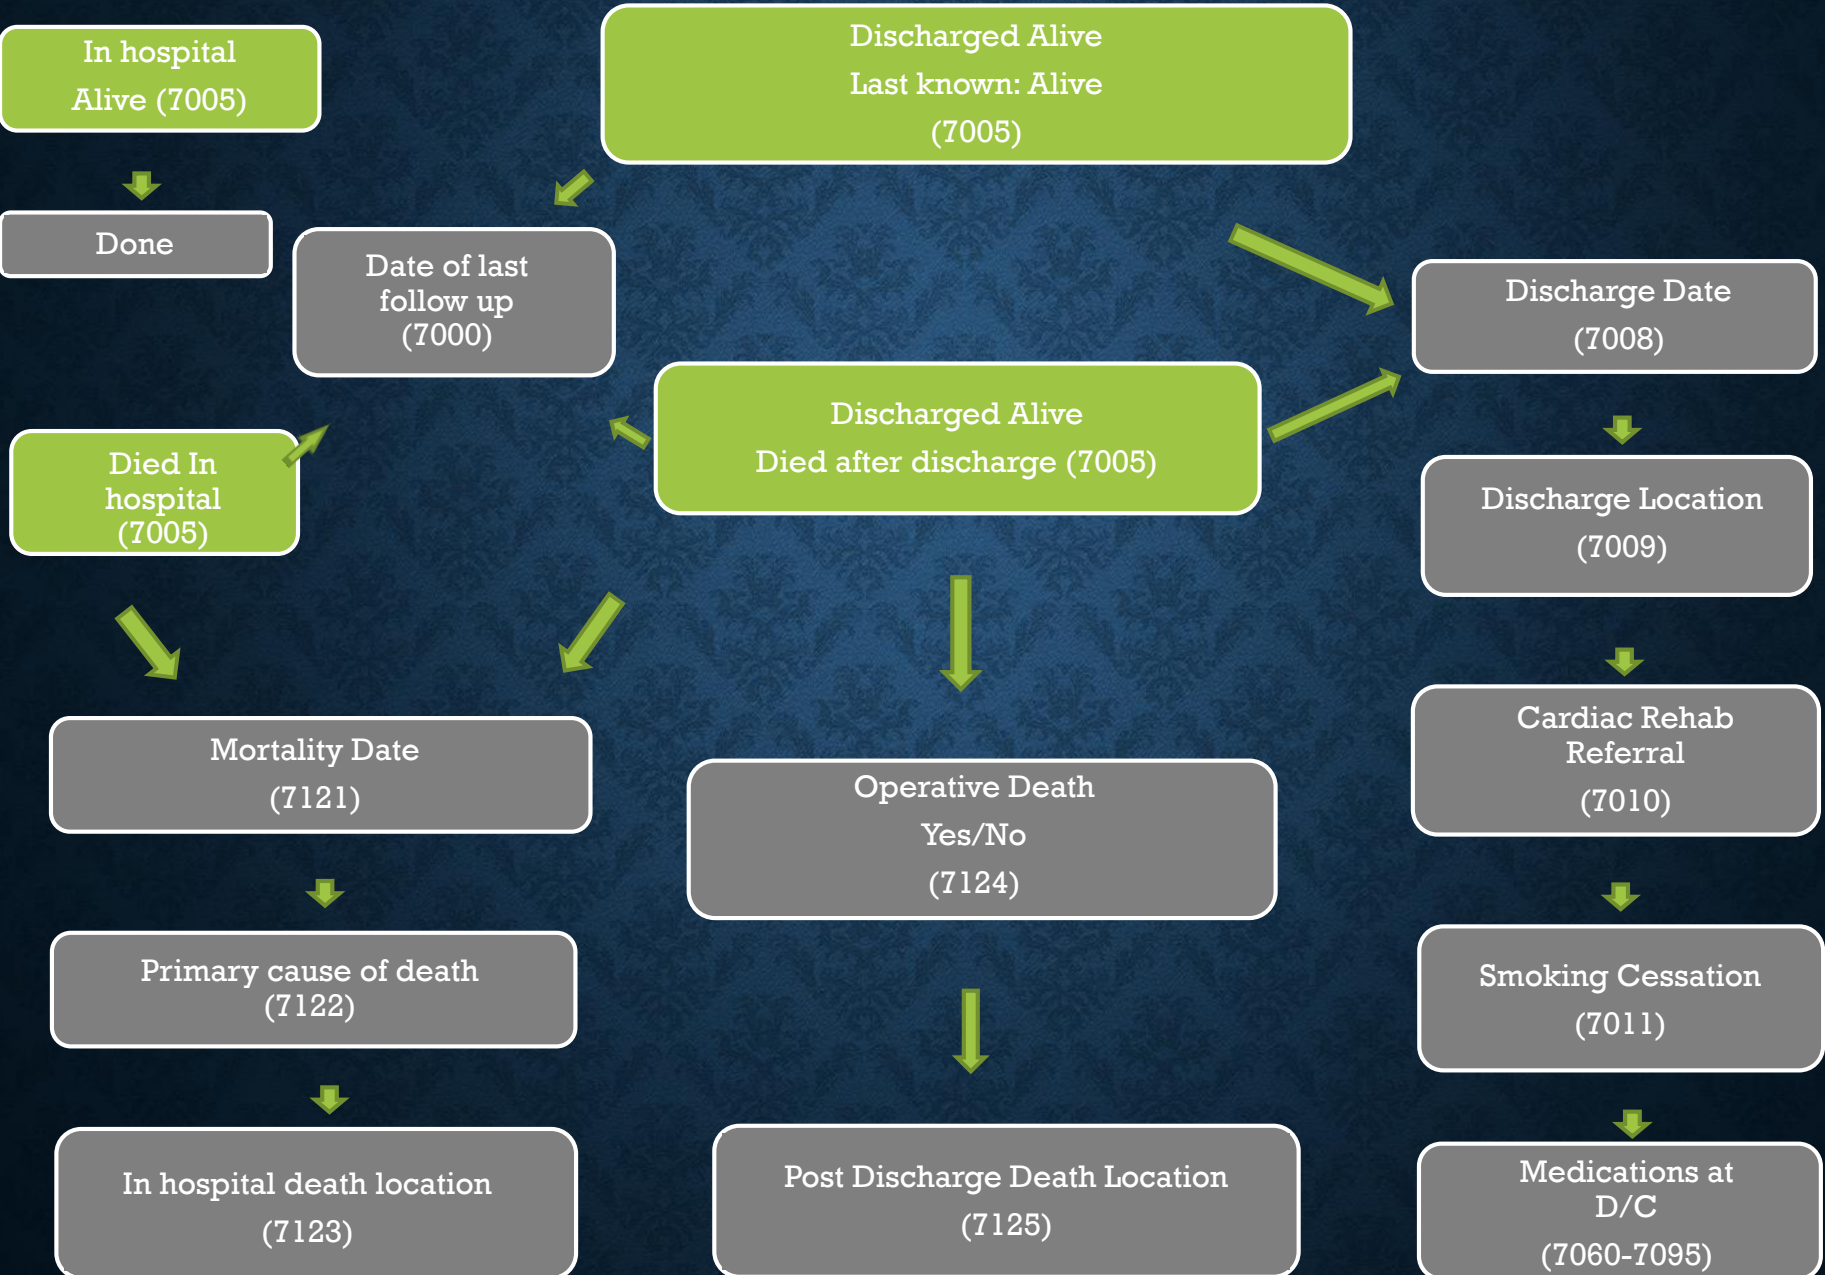 In hospital
Alive (7005)
Discharged Alive
Last known: Alive
(7005)
Done
Date of last
follow up
(7000)
Discharge Date
(7008)
Died In
hospital
(7005)
Discharged Alive
Died after discharge (7005)
Discharge Location
(7009)
Mortality Date
(7121)
Operative Death
Yes/No
(7124)
Cardiac Rehab
Referral
(7010)
Primary cause of death
(7122)
Smoking Cessation
(7011)
In hospital death location
(7123)
Post Discharge Death Location
(7125)
Medications at
D/C
(7060-7095)